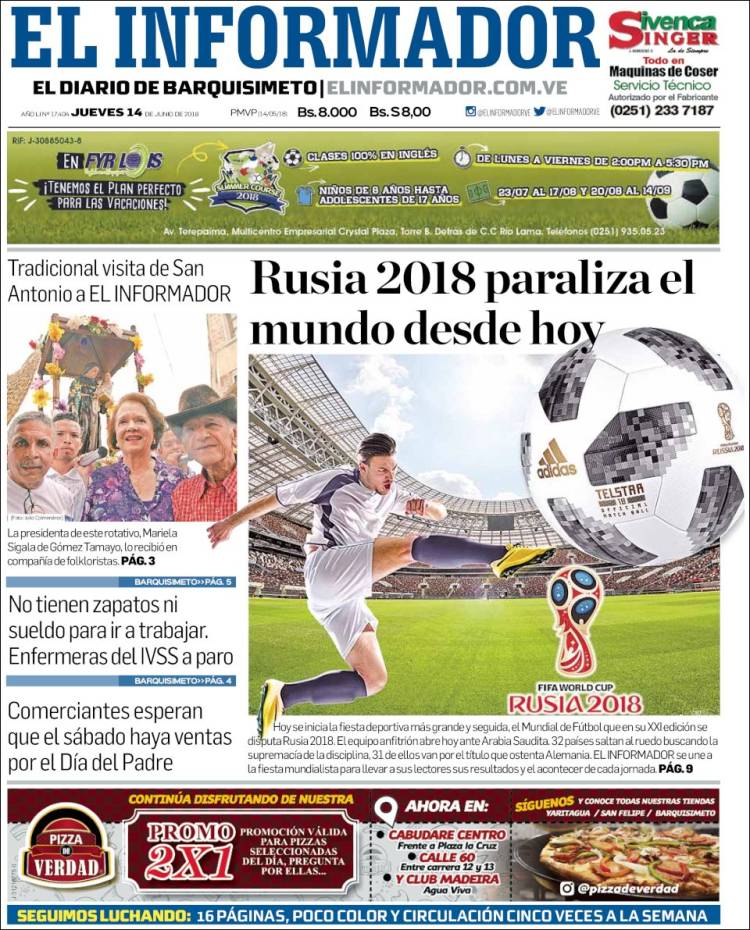 EL INFORMADOR
EL DIARIO DE BARQUISIMETO|ELINFORMADOR.COM.VE
AÑO LI Nº 17.404 JUEVES 14 DE JUNIO DE 2018 PMVP (14/05/18) Bs. 8.000 Bs. S 8,00 @ELINFORMADORVE @ELINFORMADORVE
Sivenca
SINGER
La de Siempre
Todo en
Maquinas de Coser
Servicio Técnico
Autorizado por el Fabricante
(0251) 233 7187
RIF: J-30885043-8
EN FYR LOIS
¡TENEMOS EL PLAN PERFECTO
PARA LAS VACACIONES!
SUMMER COURSE
2018
CLASES 100% EN INGLÉS
DE LUNES A VIERNES DE 2:00PM A 5:30 PM
NIÑOS DE 8 AÑOS HASTA
ADOLESCENTES DE 17 AÑOS
23/07 AL 17/08 Y 20/08 AL 14/09
Av. Terepaima, Multicentro Empresarial Crystal Plaza, Torre B. Detrás de C.C Río Lama. Teléfonos (0251) 935.05.23
Tradicional visita de San
Antonio a EL INFORMADOR
(Foto: Julio Colmenárez)
La presidenta de este rotativo, Mariela
Sigala de Gómez Tamayo, lo recibió en
compañía de folkloristas. PÁG. 3
BARQUISIMETO>>PÁG. 5
No tienen zapatos ni
sueldo para ir a trabajar.
Enfermeras del IVSS a paro
BARQUISIMETO>>PÁG. 4
Comerciantes esperan
que el sábado haya ventas
por el Día del Padre
Rusia 2018 paraliza el
mundo desde hoy
adidas
TELSTAR
18
OFFICIAL
MATCH BALL
FIFA WORLD CUP
RUSSIA 2018
FIFA WORLD CUP
RUSSIA 2018
Hoy se inicia la fiesta deportiva más grande y seguida, el Mundial de Fútbol que en su XXI edición se
disputa Rusia 2018. El equipo anfitrión abre hoy ante Arabia Saudita. 32 países saltan al ruedo buscando la
supremacía de la disciplina, 31 de ellos van por el título que ostenta Alemania. EL INFORMADOR se une a
la fiesta mundialista para llevar a sus lectores sus resultados y el acontecer de cada jornada. PÁG. 9
PIZZA
DE
VERDAD
CONTINÚA DISFRUTANDO DE NUESTRA
PROMO
2X1
PROMOCIÓN VÁLIDA
PARA PIZZAS
SELECCIONADAS
DEL DÍA, PREGUNTA
POR ELLAS...
AHORA EN:
• CABUDARE CENTRO
Frente a Plaza la Cruz
• CALLE 60
Entre carrera 12 y 13
• Y CLUB MADEIRA
Agua Viva
SÍGUENOS Y CONOCE TODAS NUESTRAS TIENDAS
YARITAGUA / SAN FELIPE / BARQUISIMETO
@pizzadeverdad
SEGUIMOS LUCHANDO: 16 PÁGINAS, POCO COLOR Y CIRCULACIÓN CINCO VECES A LA SEMANA